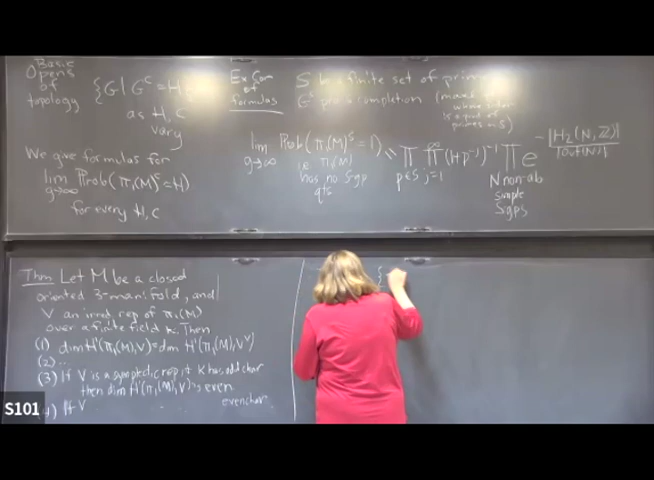 Basic
Opens
of
topology
{G | G^c = H}
as H, c
vary
We give formulas for
lim Prob(π₁(M)^c = H)
g→∞
for every H, c
Ex for
of
formulas
S be a finite set of primes
G^S pro-S completion
lim Prob(π₁(M)^S = 1) = ∏ ∏ (1+p^-j)^-1 ∏ e^-|H₂(N,Z)|/|Out(N)|
g→∞
i.e. π₁(M)
has no S-gp
qts
p∈S j=1 ∞
N non-ab
simple
S-gps
Thm Let M be a closed
oriented 3-manifold, and
V an irred rep of π₁(M)
over a finite field k. Then
(1) dim H¹(π₁(M),V) = dim H¹(π₁(M),V^∨)
(2)...
(3) If V is a symplectic rep, if k has odd char
then dim H¹(π₁(M),V) is even.
(4) If V
even char.
{
S101